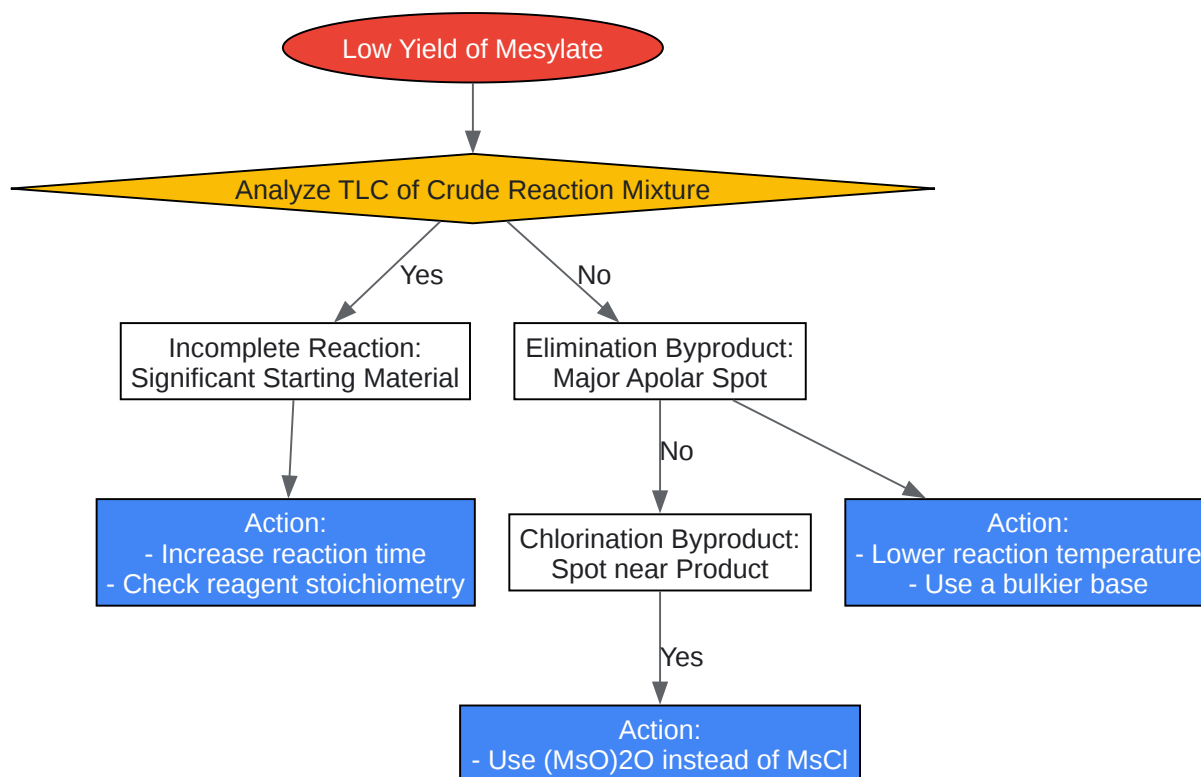 Low Yield of Mesylate
Analyze TLC of Crude Reaction Mixture
Yes
No
Incomplete Reaction:
Significant Starting Material
Elimination Byproduct:
Major Apolar Spot
No
Action:
- Increase reaction time
- Check reagent stoichiometry
Chlorination Byproduct:
Spot near Product
Action:
- Lower reaction temperature
- Use a bulkier base
Yes
Action:
- Use (MsO)2O instead of MsCl